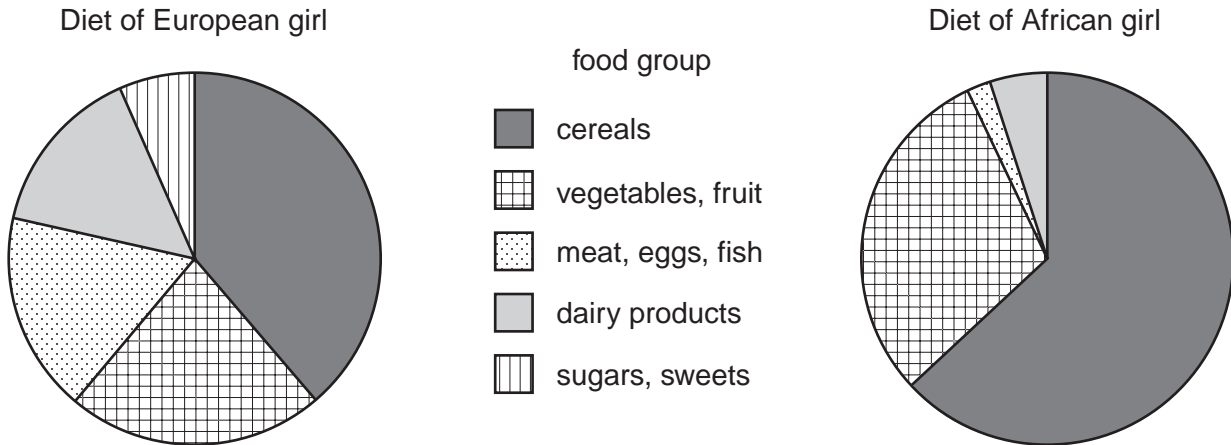 Diet of European girl
Diet of African girl
food group
cereals
vegetables, fruit
meat, eggs, fish
dairy products
sugars, sweets